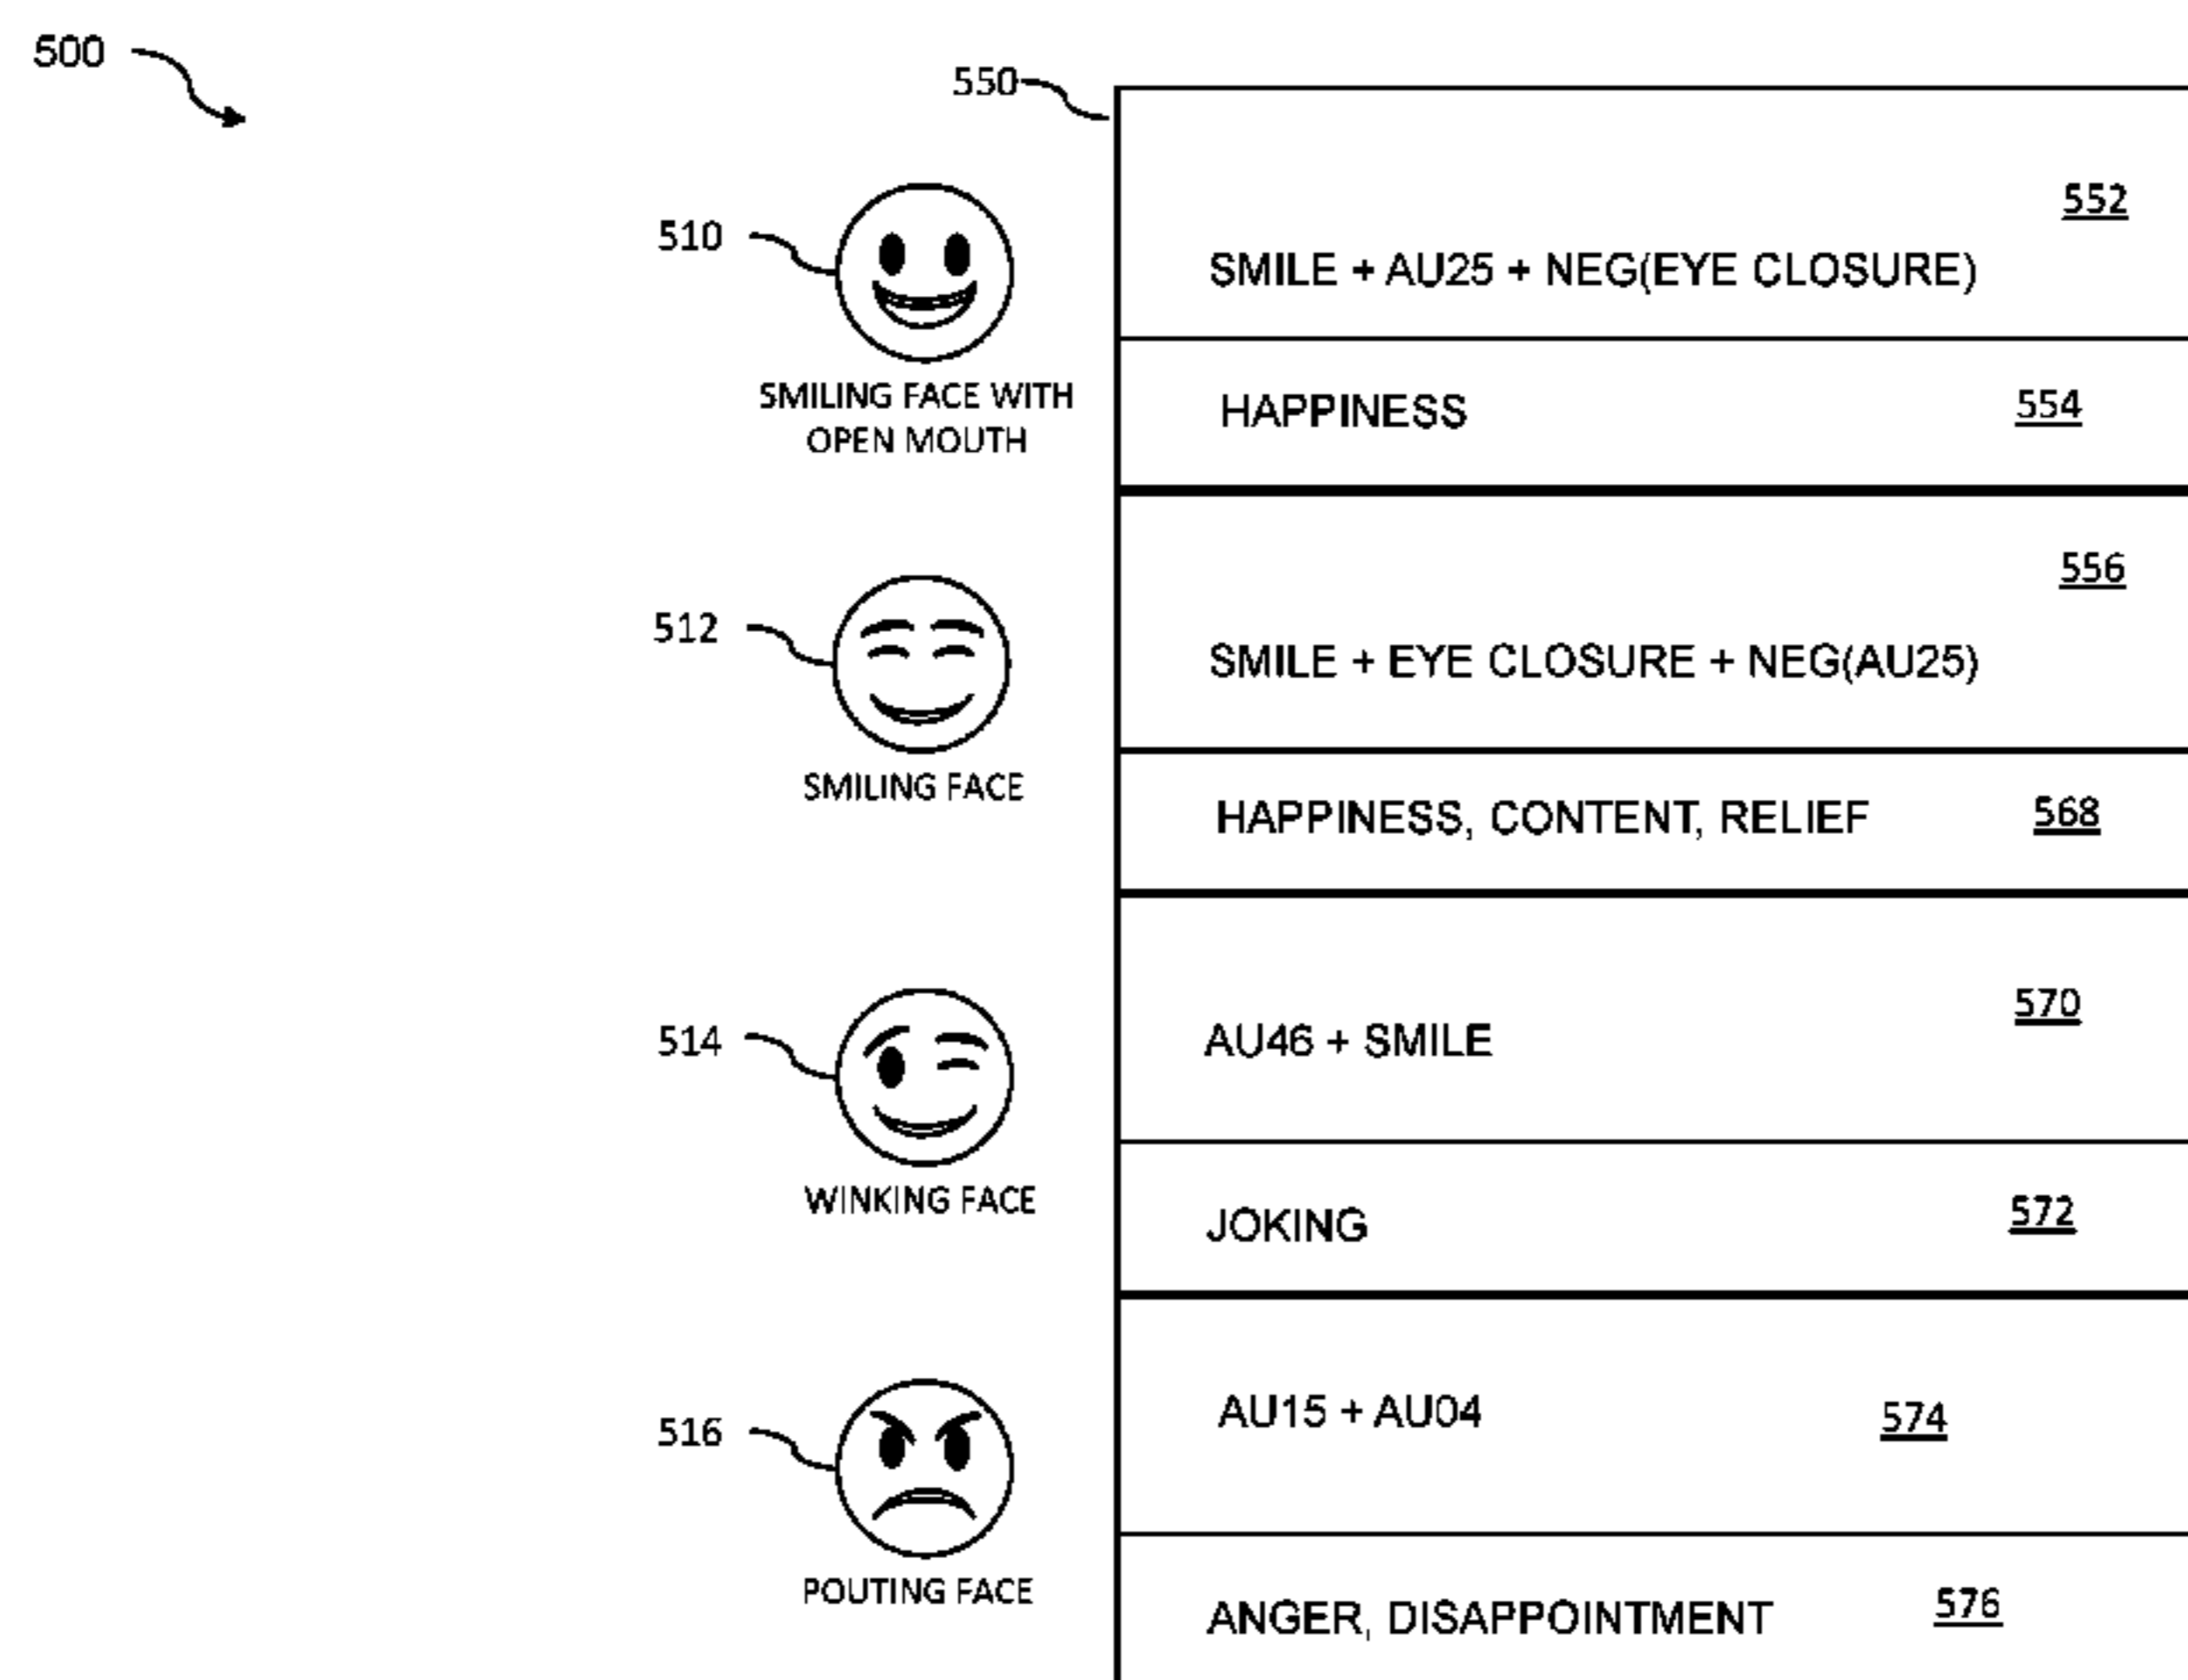 500
550
552
510
SMILE + AU25 + NEG(EYE CLOSURE)
SMILING FACE WITH
OPEN MOUTH
HAPPINESS
554
556
512
SMILE + EYE CLOSURE + NEG(AU25)
SMILING FACE
HAPPINESS, CONTENT, RELIEF
568
570
514
AU46 + SMILE
WINKING FACE
JOKING
572
516
AU15 + AU04
574
POUTING FACE
ANGER, DISAPPOINTMENT
576